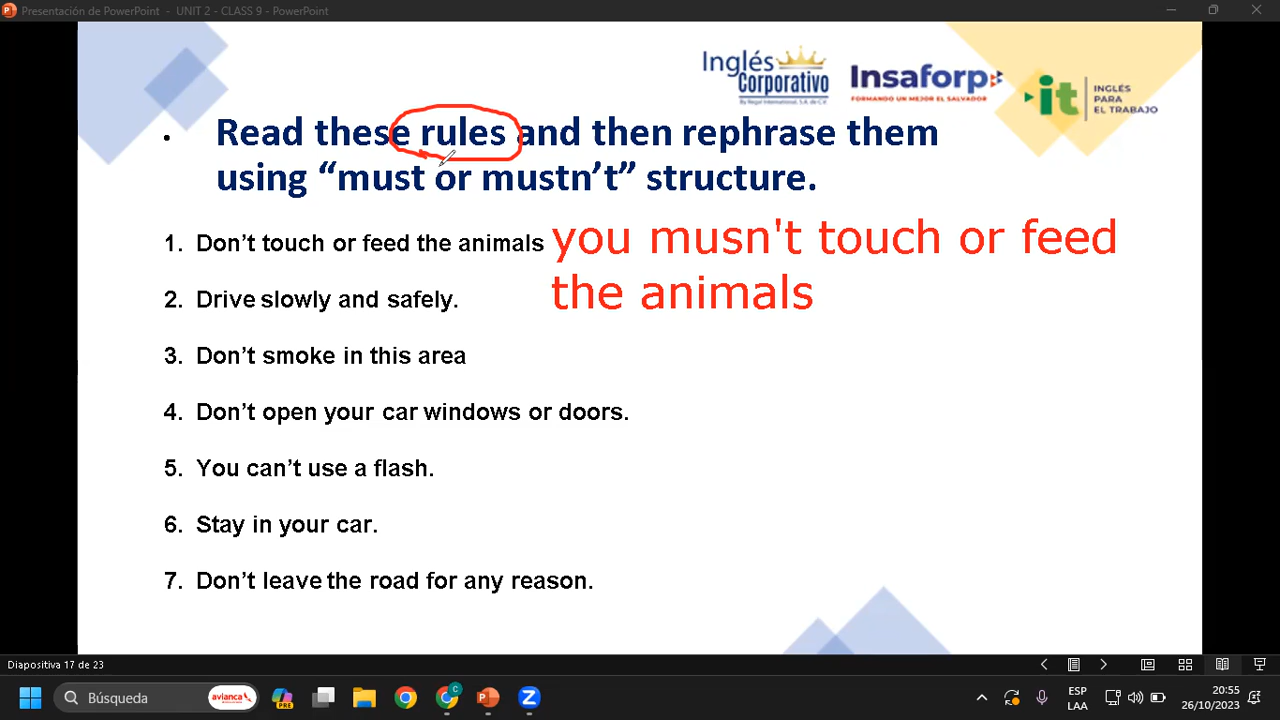 Presentación de PowerPoint - UNIT 2 - CLASS 9 - PowerPoint
Inglés
Corporativo
By Regal International, S.A. de C.V.
Insaforp
FORMANDO UN MEJOR EL SALVADOR
it
INGLÉS
PARA
EL TRABAJO
• Read these rules and then rephrase them
using “must or mustn’t” structure.
1. Don’t touch or feed the animals
you musn't touch or feed
the animals
2. Drive slowly and safely.
3. Don’t smoke in this area
4. Don’t open your car windows or doors.
5. You can’t use a flash.
6. Stay in your car.
7. Don’t leave the road for any reason.
Diapositiva 17 de 23
Búsqueda
avianca
PRE
C
ESP
LAA
20:55
26/10/2023